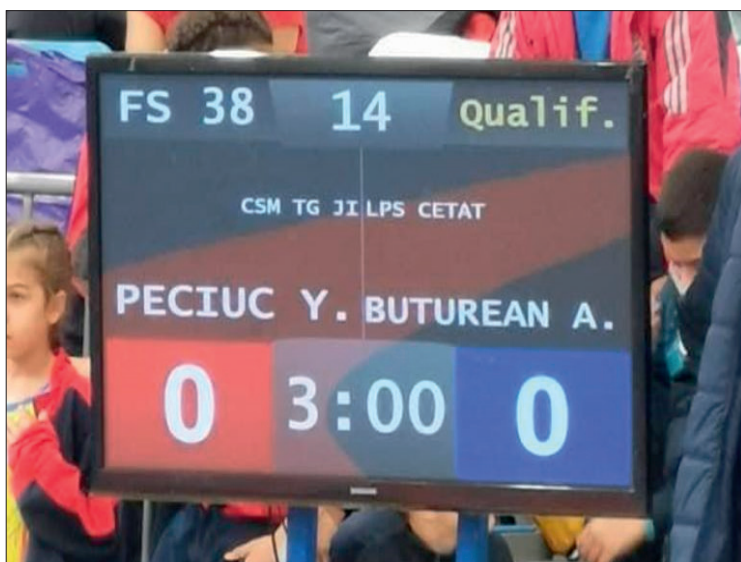 FS 38 14 Qualif.
CSM TG JI LPS CETAT
PECIUC Y. BUTUREAN A.
0 3:00 0